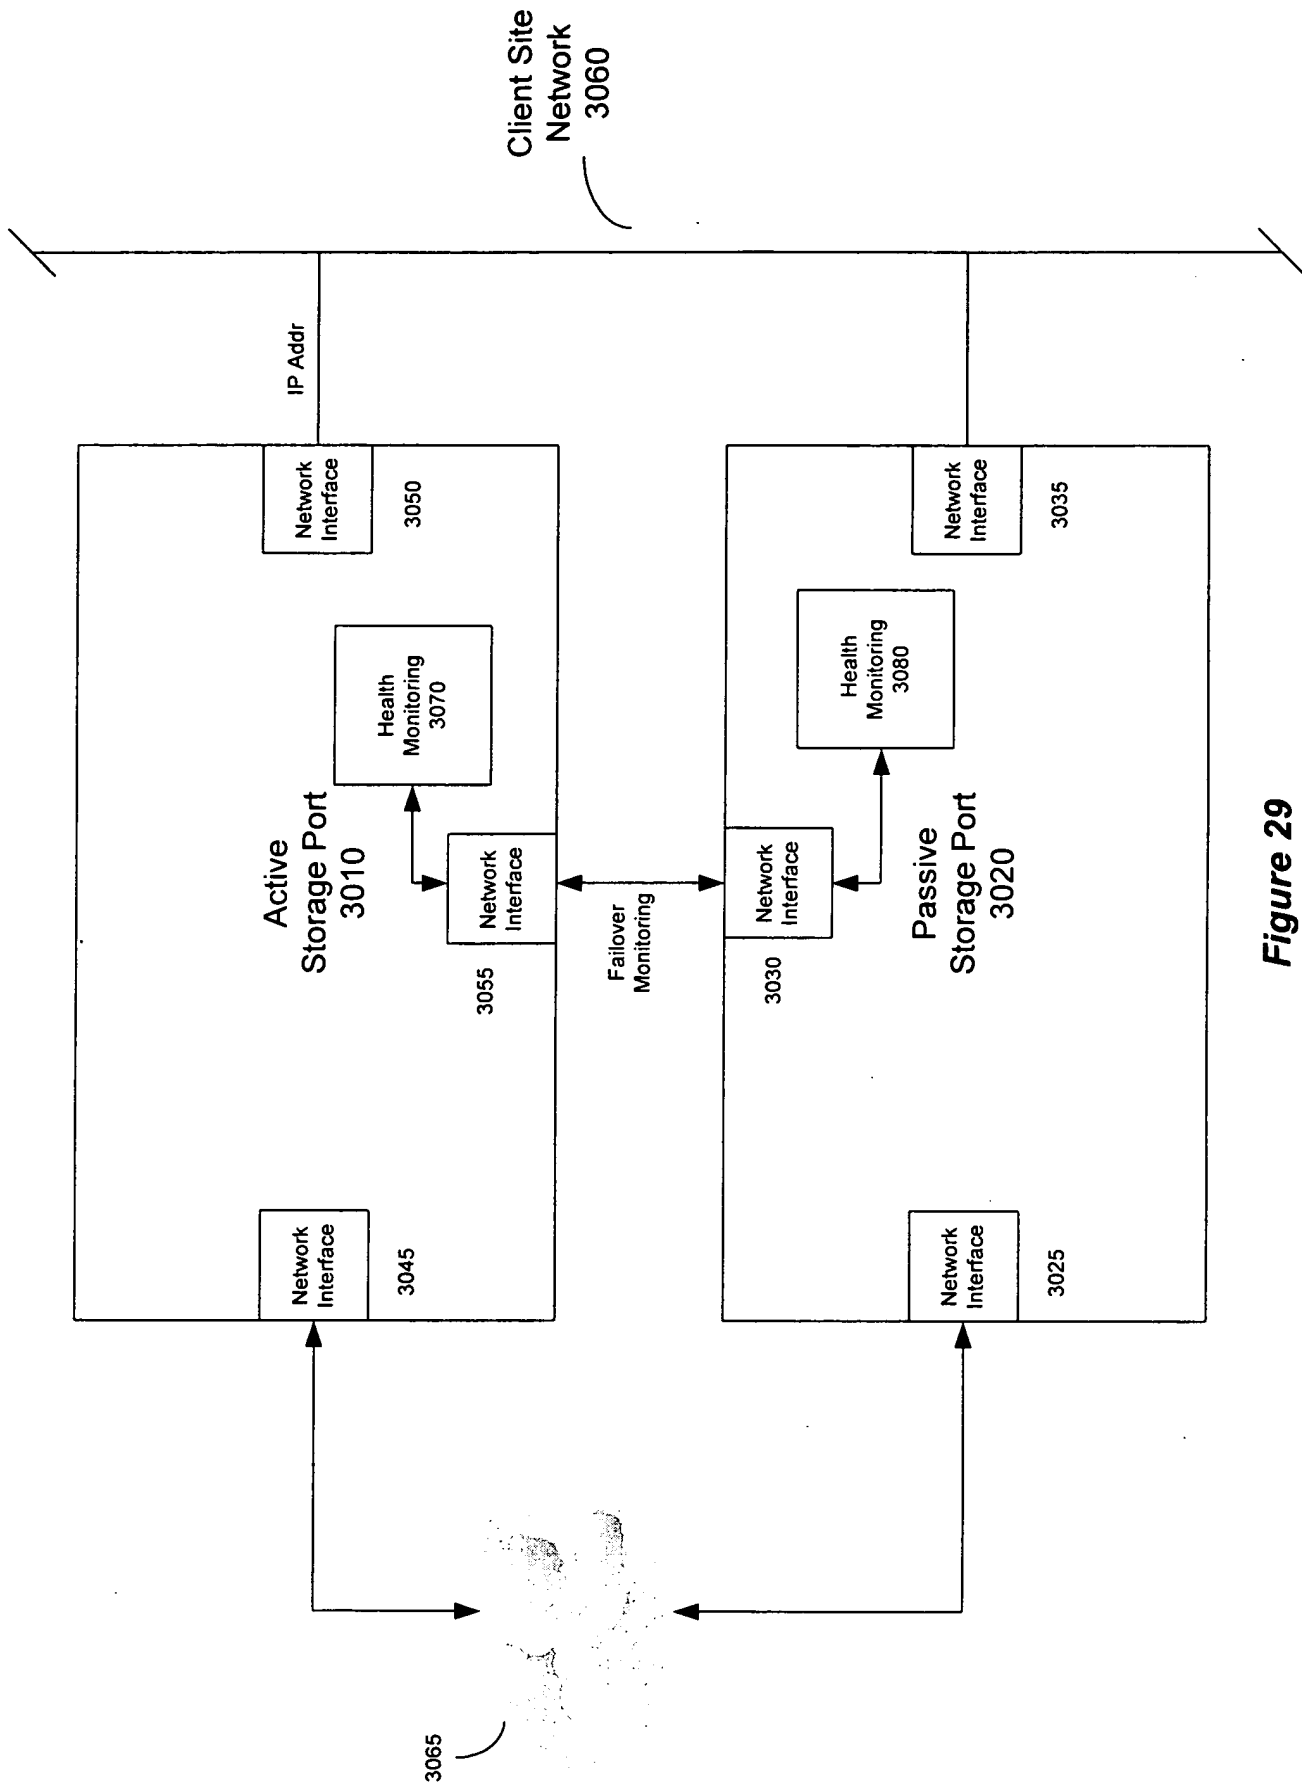 Client Site
Network
3060
IP Addr
Network
Interface
3050
Health
Monitoring
3070
Active
Storage Port
3010
Network
Interface
3055
Network
Interface
3045
Failover
Monitoring
Network
Interface
3035
Health
Monitoring
3080
Network
Interface
3030
Passive
Storage Port
3020
Network
Interface
3025
3065
Figure 29